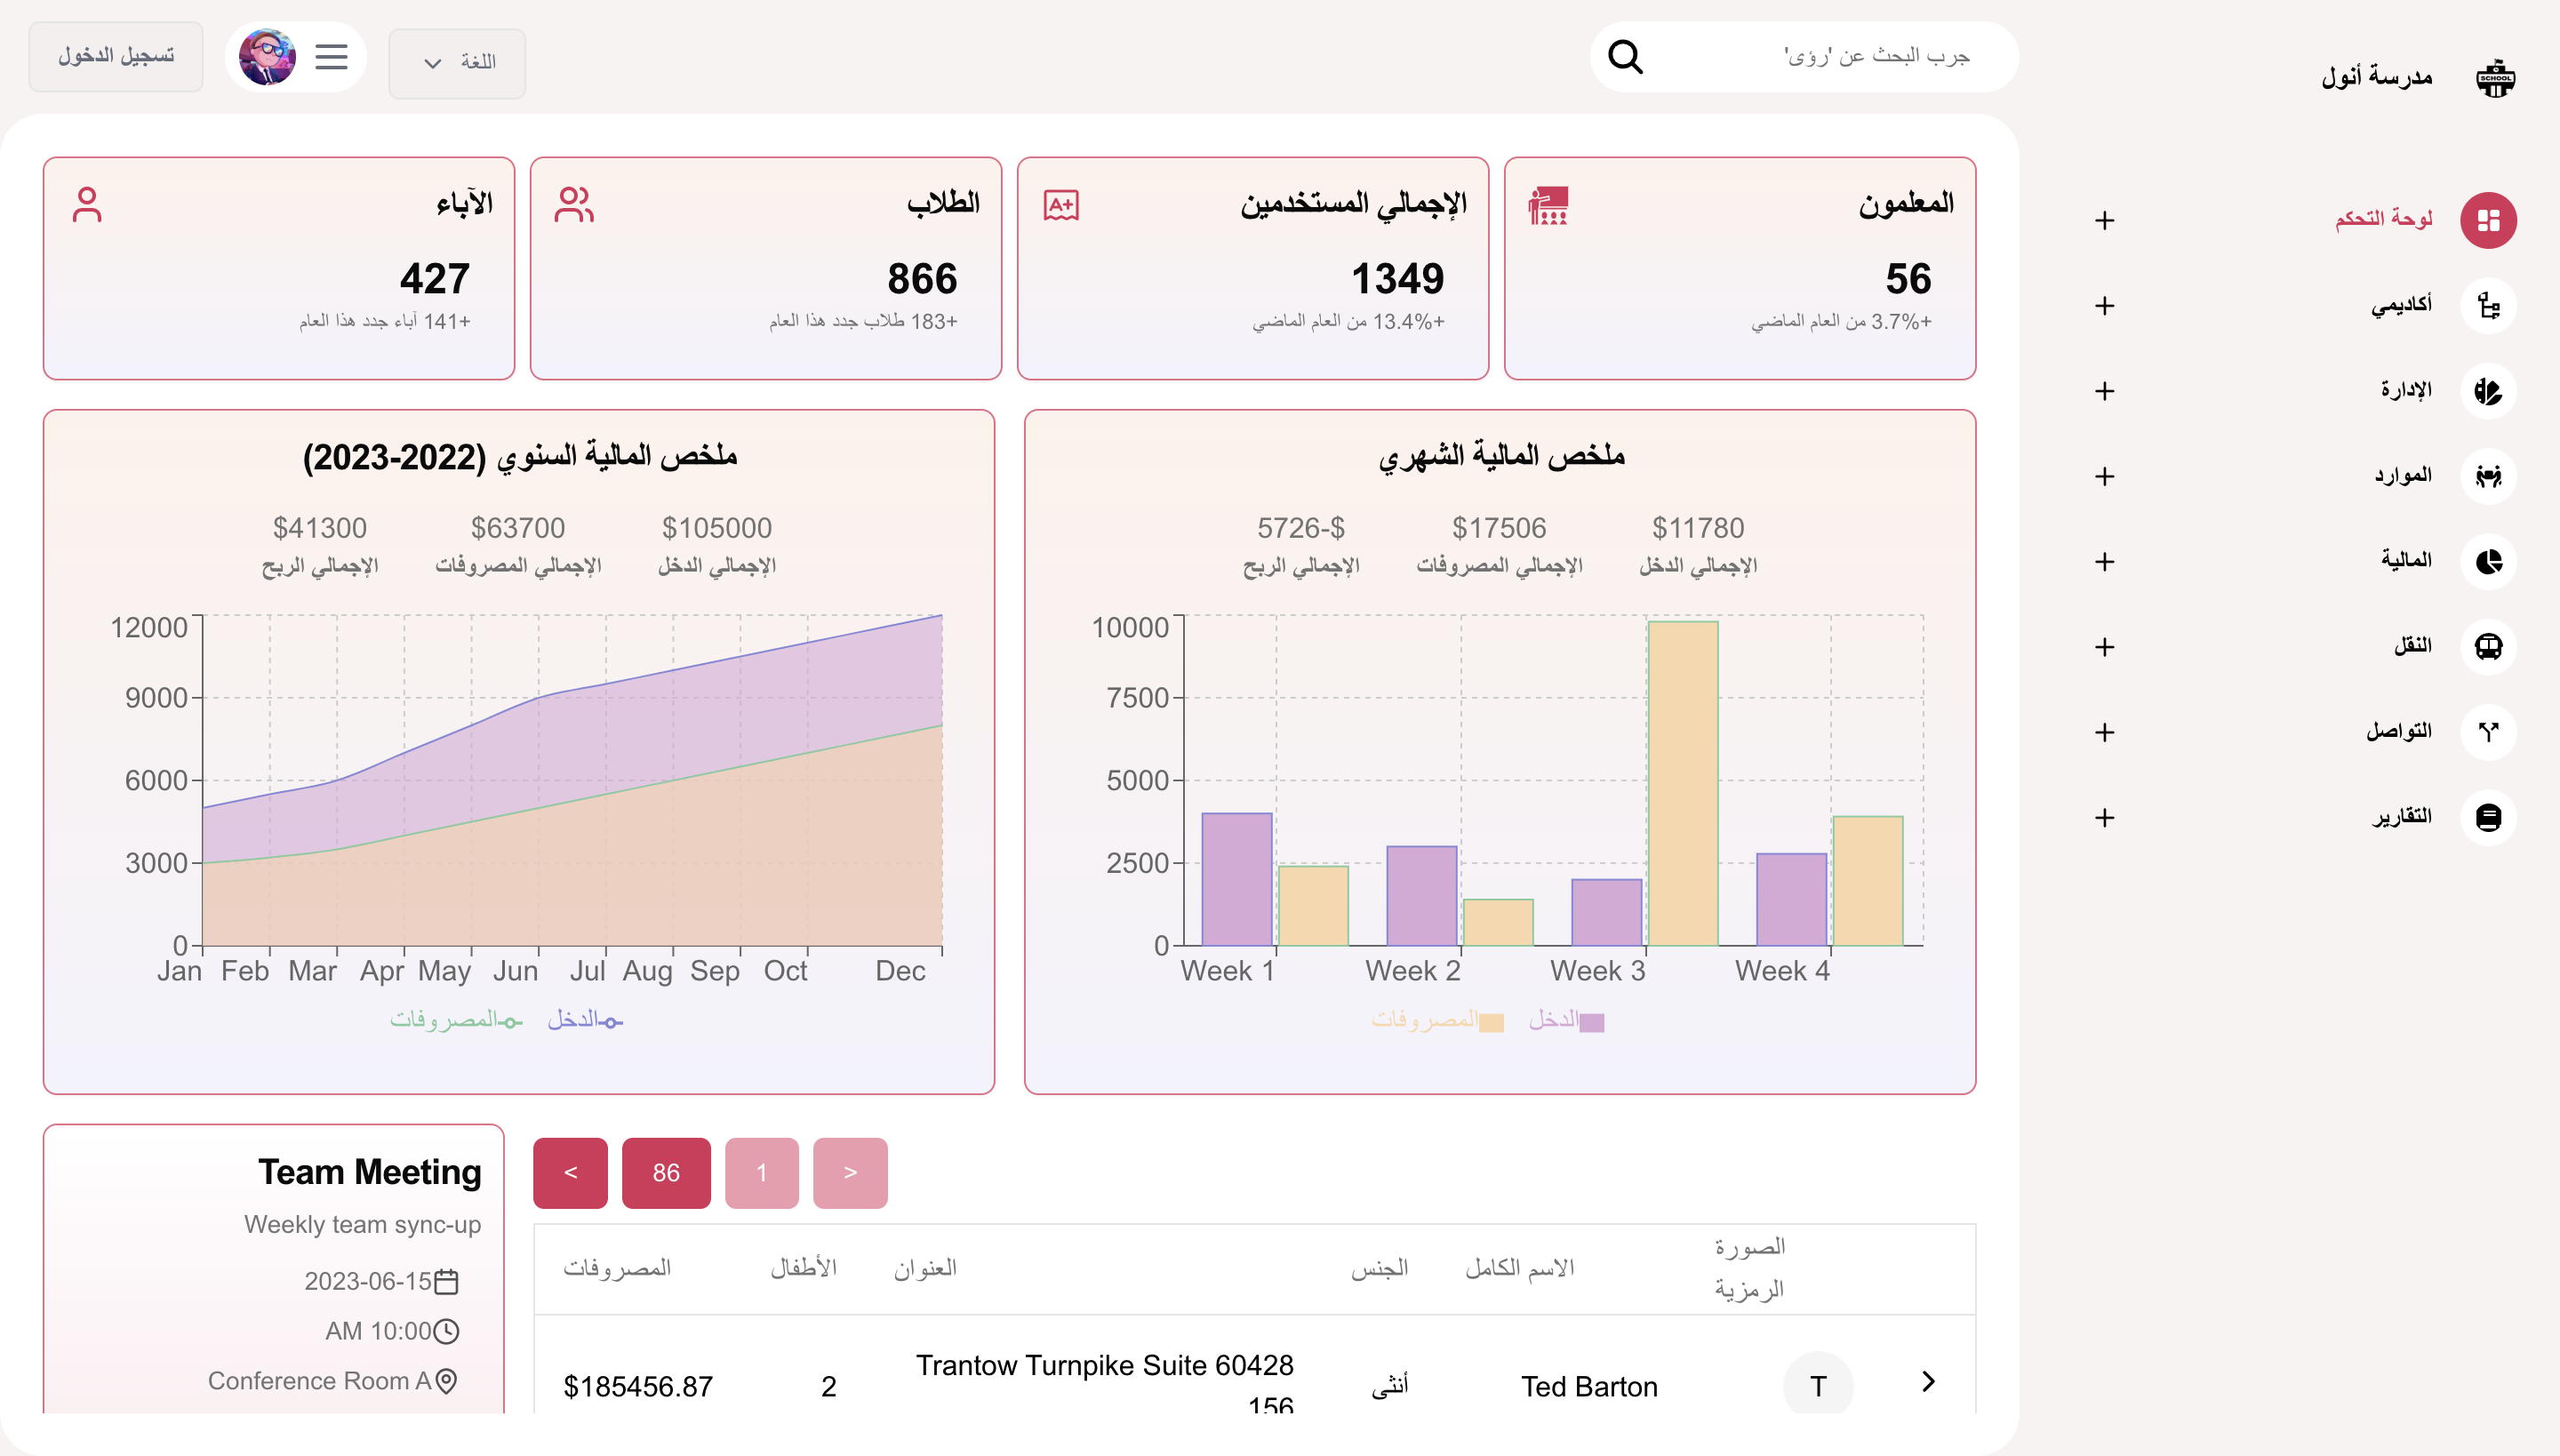 مدرسة أنول
جرب البحث عن 'رؤى'
اللغة
تسجيل الدخول
لوحة التحكم
أكاديمي
الإدارة
الموارد
المالية
النقل
التواصل
التقارير
المعلمون
56
+3.7% من العام الماضي
الإجمالي المستخدمين
A+
1349
+13.4% من العام الماضي
الطلاب
866
+183 طلاب جدد هذا العام
الآباء
427
+141 آباء جدد هذا العام
ملخص المالية الشهري
$11780
الإجمالي الدخل
$17506
الإجمالي المصروفات
5726-$
الإجمالي الربح
10000
7500
5000
2500
0
Week 1 Week 2 Week 3 Week 4
الدخل المصروفات
ملخص المالية السنوي (2022-2023)
$105000
الإجمالي الدخل
$63700
الإجمالي المصروفات
$41300
الإجمالي الربح
12000
9000
6000
3000
0
Jan Feb Mar Apr May Jun Jul Aug Sep Oct Dec
الدخل المصروفات
< 86 1 >
الصورة الرمزية
الاسم الكامل
الجنس
العنوان
الأطفال
المصروفات
T
Ted Barton
أنثى
Trantow Turnpike Suite 60428
156
2
$185456.87
Team Meeting
Weekly team sync-up
2023-06-15
AM 10:00
Conference Room A
SCHOOL